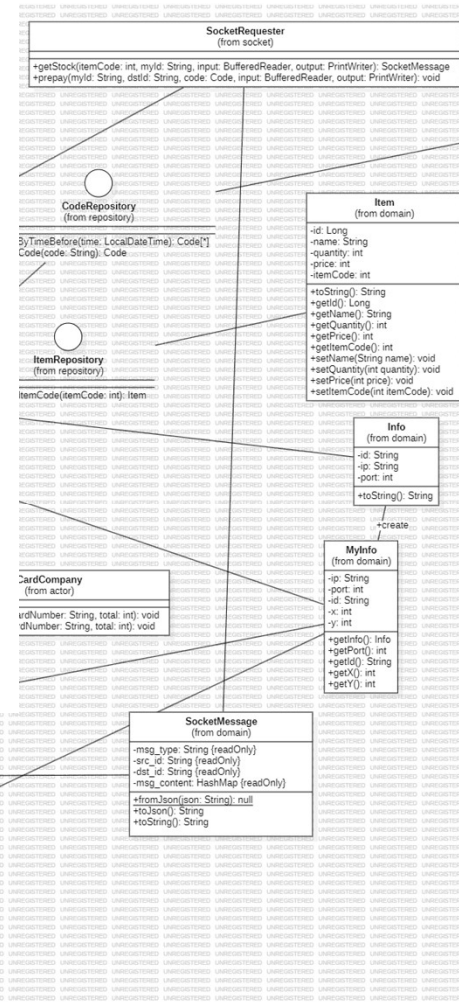 SocketRequester
(from socket)
+getStock(itemCode: int, myId: String, input: BufferedReader, output: PrintWriter): SocketMessage
+prepay(myId: String, dstId: String, code: Code, input: BufferedReader, output: PrintWriter): void
CodeRepository
(from repository)
ByTimeBefore(time: LocalDateTime): Code[*]
Code(code: String): Code
Item
(from domain)
-id: Long
-name: String
-quantity: int
-price: int
-itemCode: int
+toString(): String
+getId(): Long
+getName(): String
+getQuantity(): int
+getPrice(): int
+getItemCode(): int
+setName(String name): void
+setQuantity(int quantity): void
+setPrice(int price): void
+setItemCode(int itemCode): void
ItemRepository
(from repository)
ItemCode(itemCode: int): Item
Info
(from domain)
-id: String
-ip: String
-port: int
+toString(): String
+create
MyInfo
(from domain)
-ip: String
-port: int
-id: String
-x: int
-y: int
+getInfo(): Info
+getPort(): int
+getId(): String
+getX(): int
+getY(): int
CardCompany
(from actor)
ardNumber: String, total: int): void
rdNumber: String, total: int): void
SocketMessage
(from domain)
-msg_type: String {readOnly}
-src_id: String {readOnly}
-dst_id: String {readOnly}
-msg_content: HashMap {readOnly}
+fromJson(json: String): null
+toJson(): String
+toString(): String